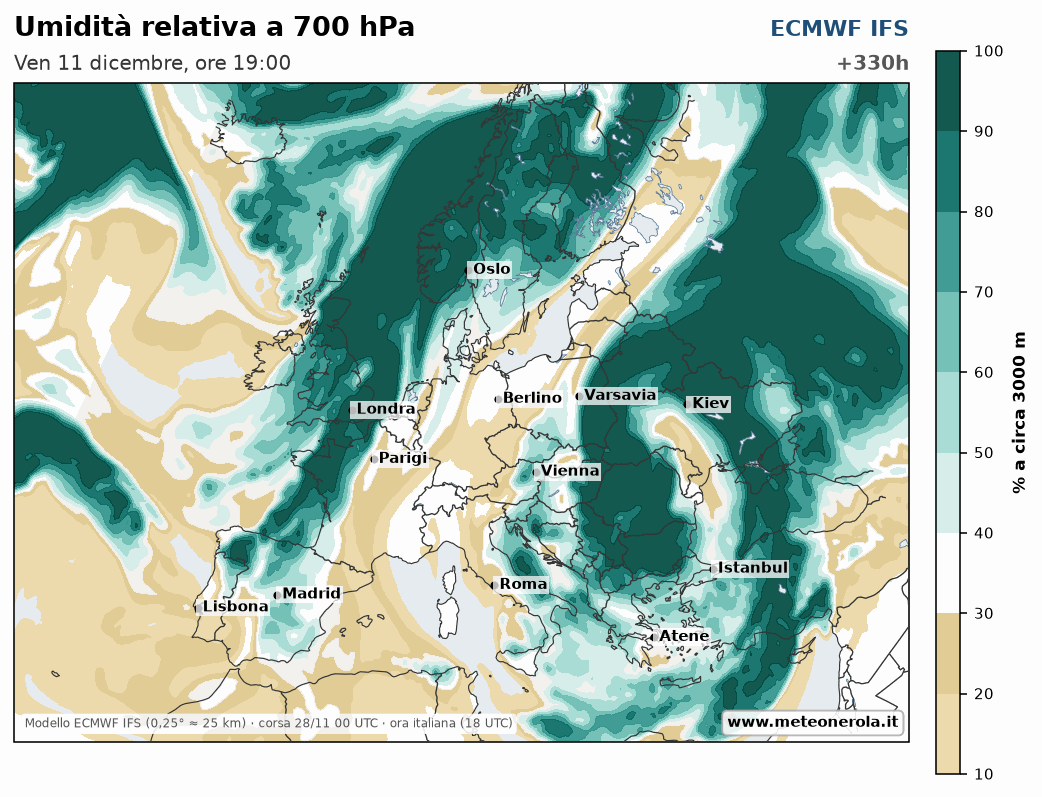 Umidità relativa a 700 hPa
ECMWF IFS
Ven 11 dicembre, ore 19:00
+330h
100
90
80
70
60
50
40
30
20
10
% a circa 3000 m
Oslo
Londra
Berlino
Varsavia
Kiev
Parigi
Vienna
Istanbul
Roma
Madrid
Lisbona
Atene
Modello ECMWF IFS (0,25° ≈ 25 km) · corsa 28/11 00 UTC · ora italiana (18 UTC)
www.meteonerola.it